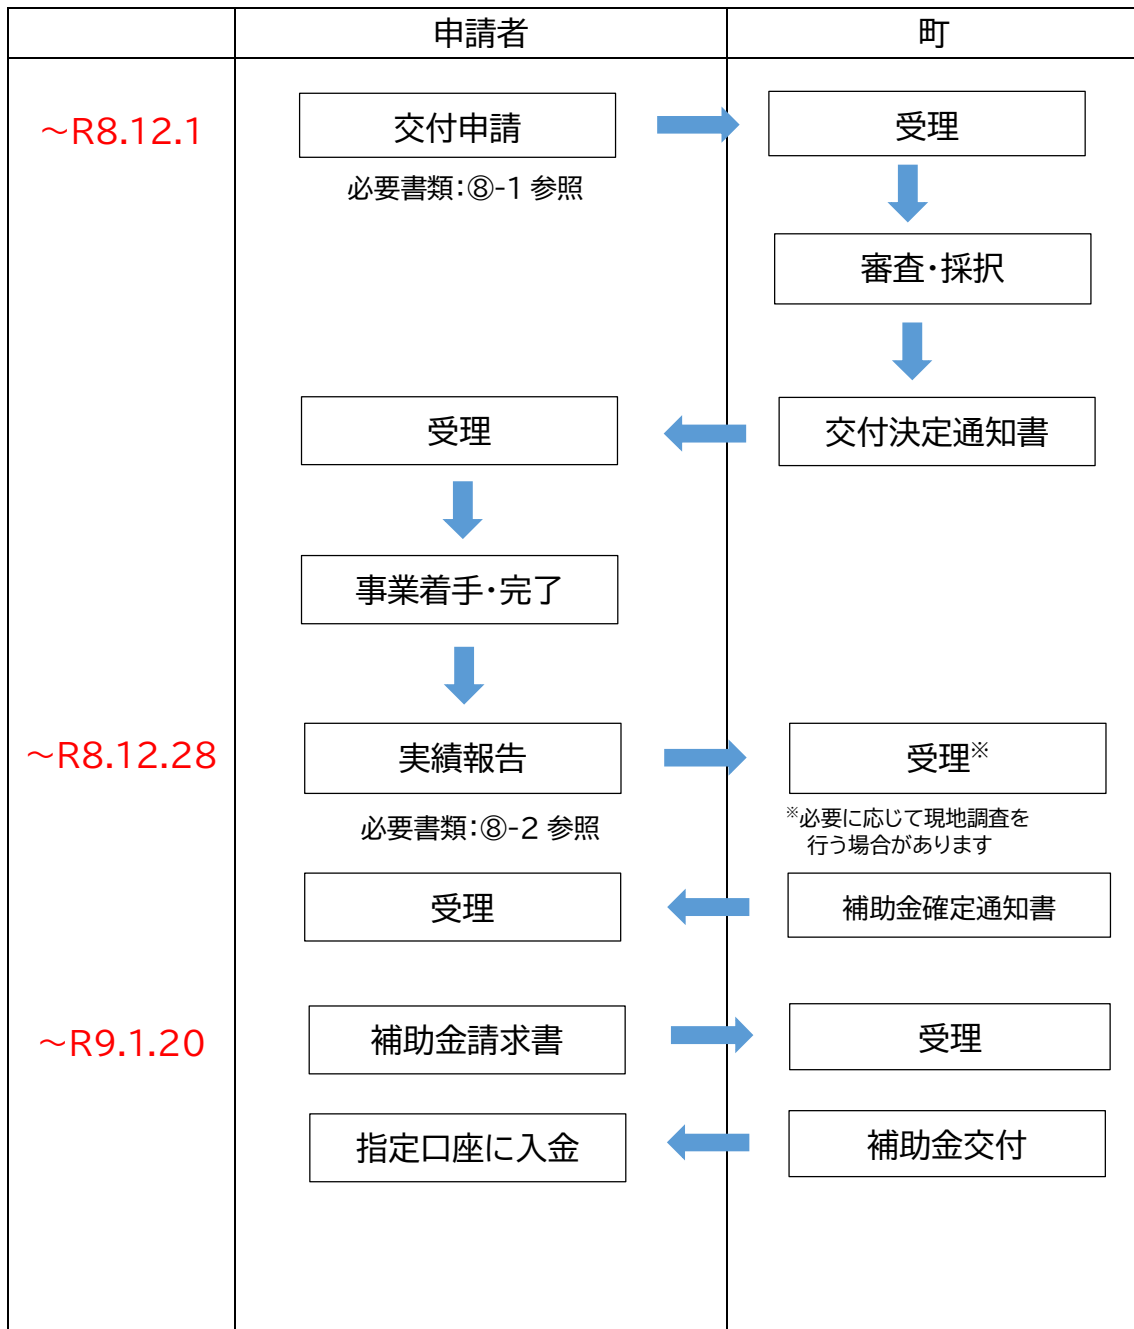 申請者
町
～R8.12.1
交付申請
受理
必要書類：⑧-1 参照
審査・採択
受理
交付決定通知書
事業着手・完了
～R8.12.28
実績報告
受理※
必要書類：⑧-2 参照
※必要に応じて現地調査を
行う場合があります
受理
補助金確定通知書
～R9.1.20
補助金請求書
受理
指定口座に入金
補助金交付